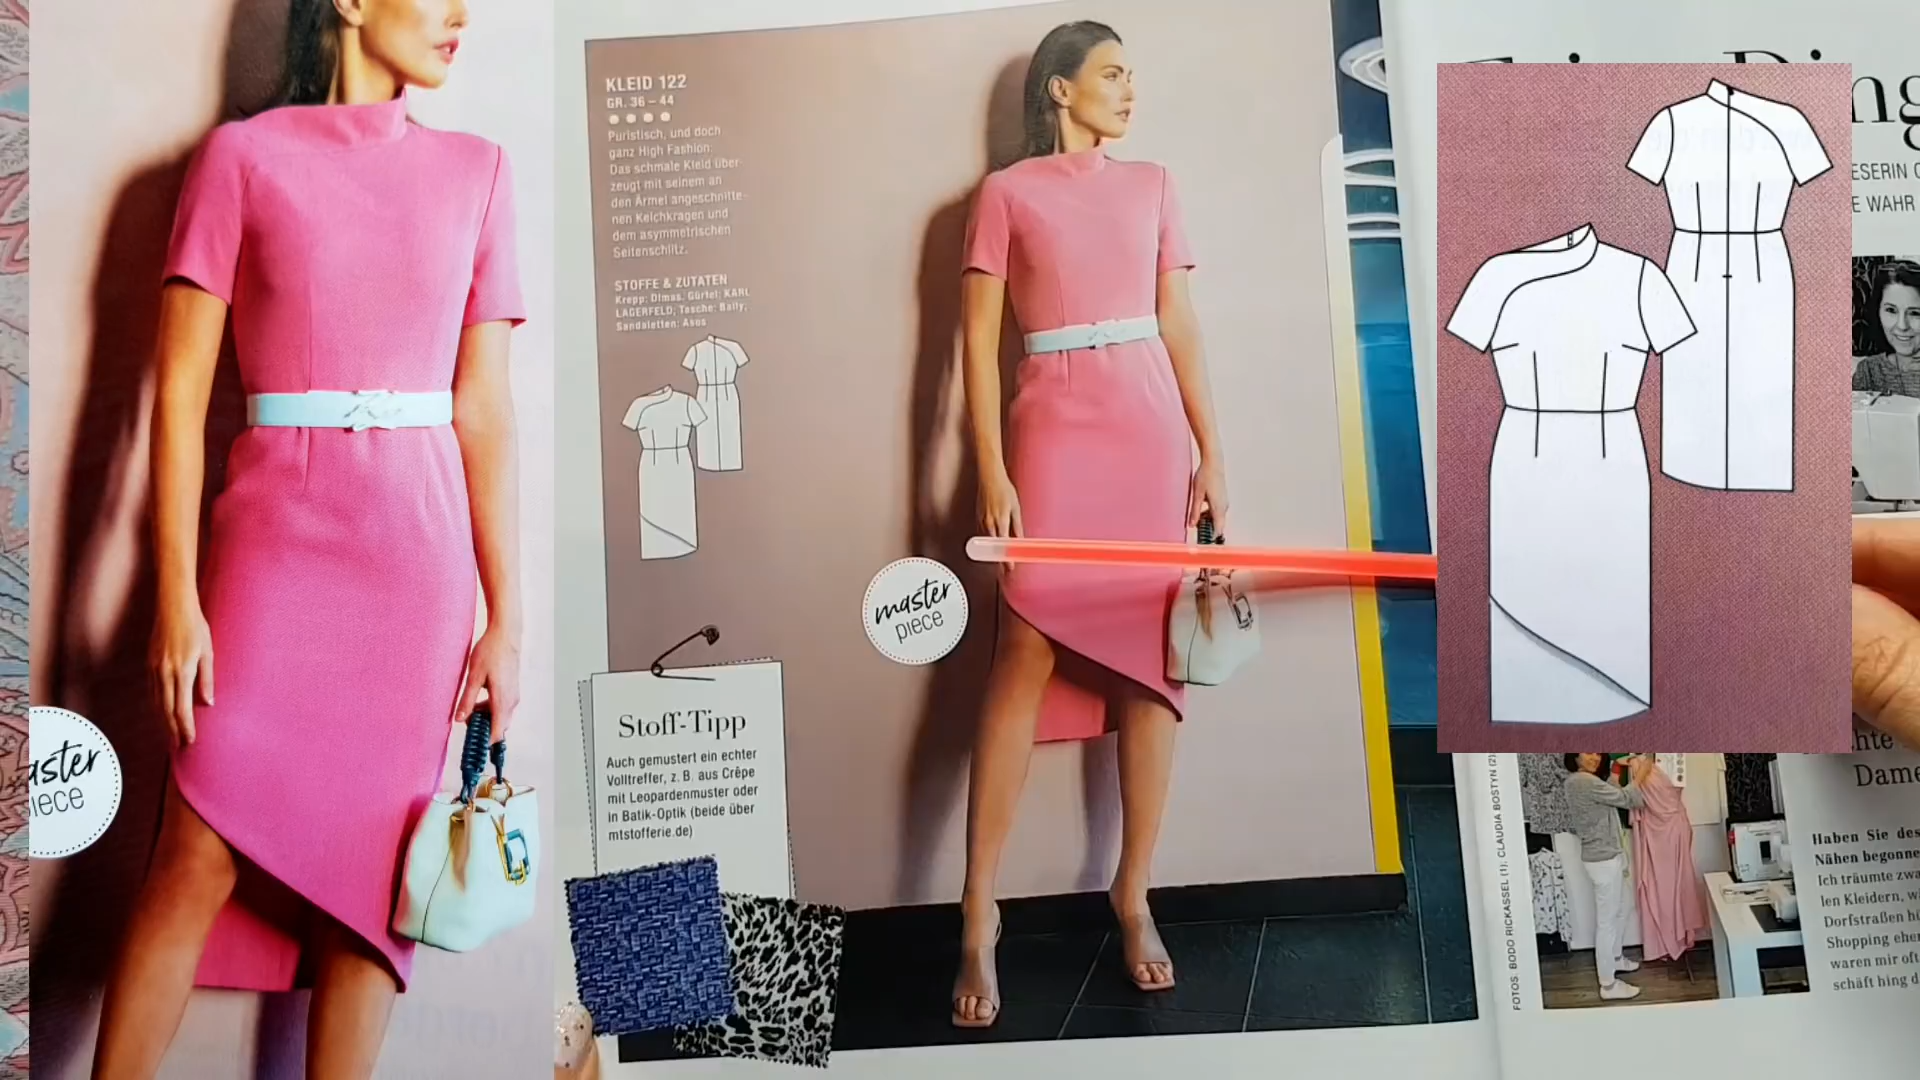 KLEID 122
GR. 36 – 44
Puristisch, und doch
ganz High Fashion:
Das schmale Kleid über-
zeugt mit seinem an
den Ärmel angeschnitte-
nen Kelchkragen und
dem asymmetrischen
Seitenschlitz.
STOFFE & ZUTATEN
Krepp: Dimas. Gürtel: KARL
LAGERFELD; Tasche: Bally,
Sandaletten: Asos
master
piece
Stoff-Tipp
Auch gemustert ein echter
Volltreffer, z. B. aus Crêpe
mit Leopardenmuster oder
in Batik-Optik (beide über
mtstofferie.de)
aster
iece
ng
ESERIN
E WAHR
hte
Dame
FOTOS: BODO RICKASSEL (1); CLAUDIA BOSTYN (2)
Haben Sie des
Nähen begonne
Ich träumte zwa
len Kleidern, w
Dorfstraßen hi
Shopping eher
waren mir oft
schäft hing d